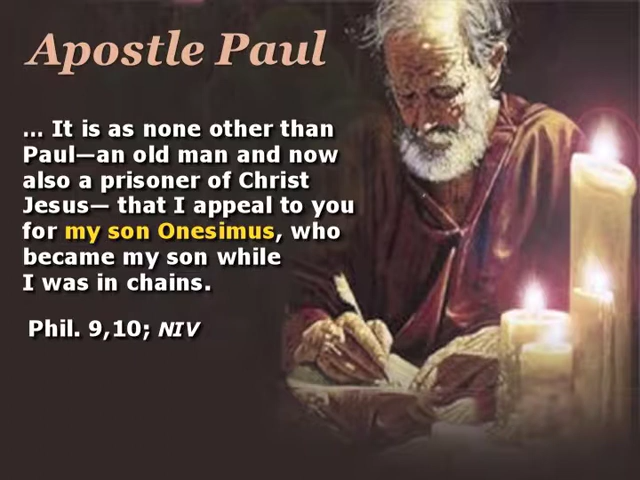 Apostle Paul
... It is as none other than
Paul—an old man and now
also a prisoner of Christ
Jesus— that I appeal to you
for my son Onesimus, who
became my son while
I was in chains.
Phil. 9,10; NIV